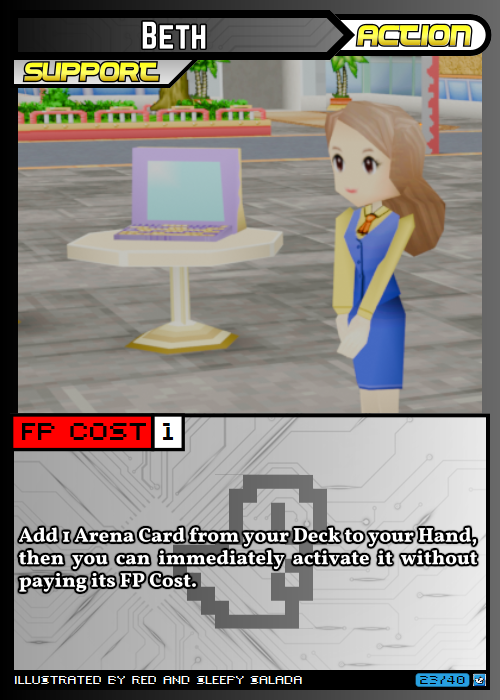 BETH
ACTION
SUPPORT
FP COST 1
Add 1 Arena Card from your Deck to your Hand,
then you can immediately activate it without
paying its FP Cost.
ILLUSTRATED BY RED AND SLEEPY SALADA
23/40